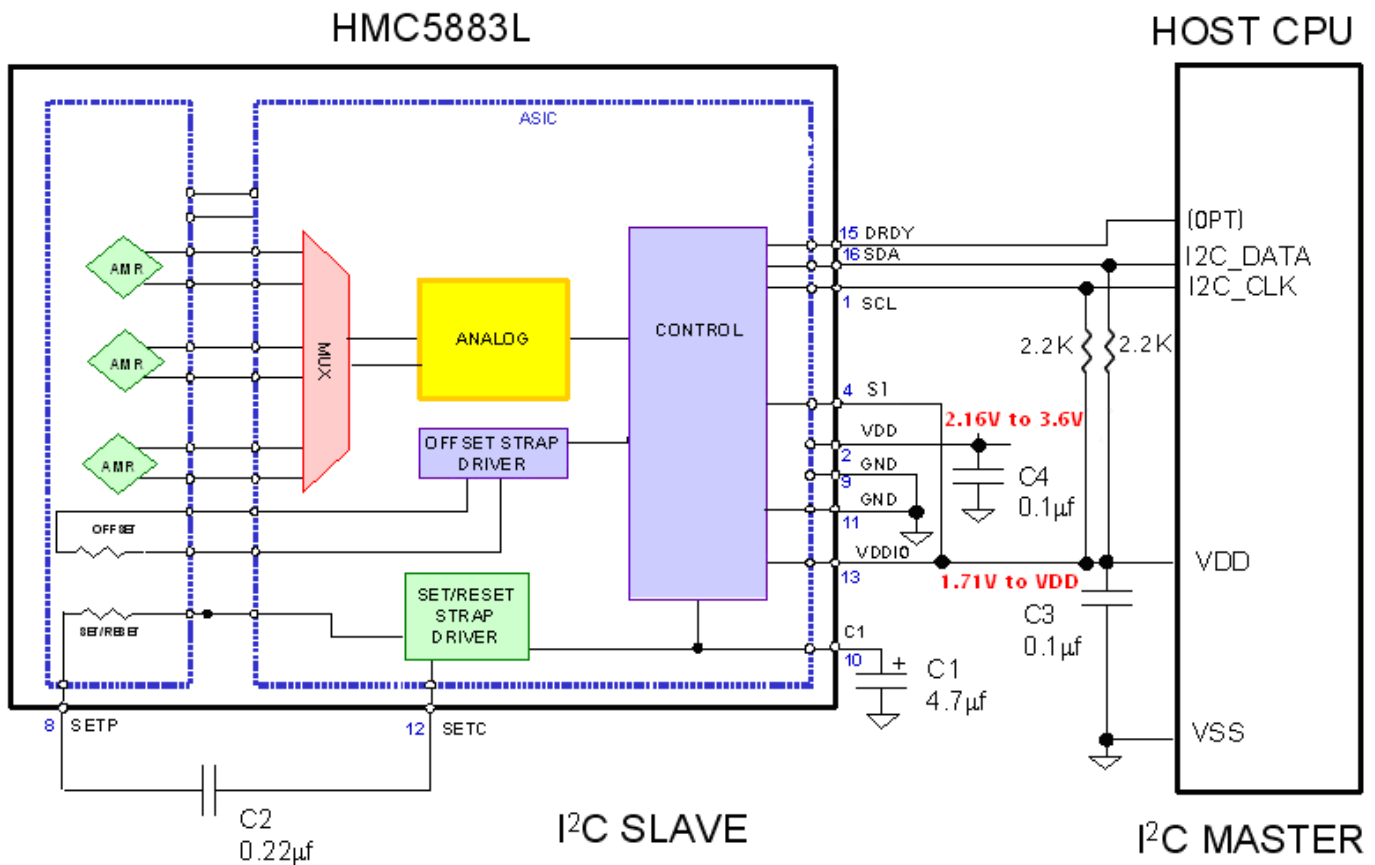 HMC5883L
HOST CPU
ASIC
15 DRDY
16 SDA
1 SCL
(OPT)
I2C_DATA
I2C_CLK
AMR
AMR
AMR
MUX
ANALOG
CONTROL
2.2K
2.2K
4 S1
2.16V to 3.6V
VDD
2
GND
9
GND
11
C4
0.1µf
OFFSET STRAP
DRIVER
OFFSET
VDDIO
13
1.71V to VDD
VDD
C3
0.1µf
SET/RESET
STRAP
DRIVER
SET/RESET
C1
10
+
C1
4.7µf
VSS
8 SETP
12 SETC
C2
0.22µf
I²C SLAVE
I²C MASTER